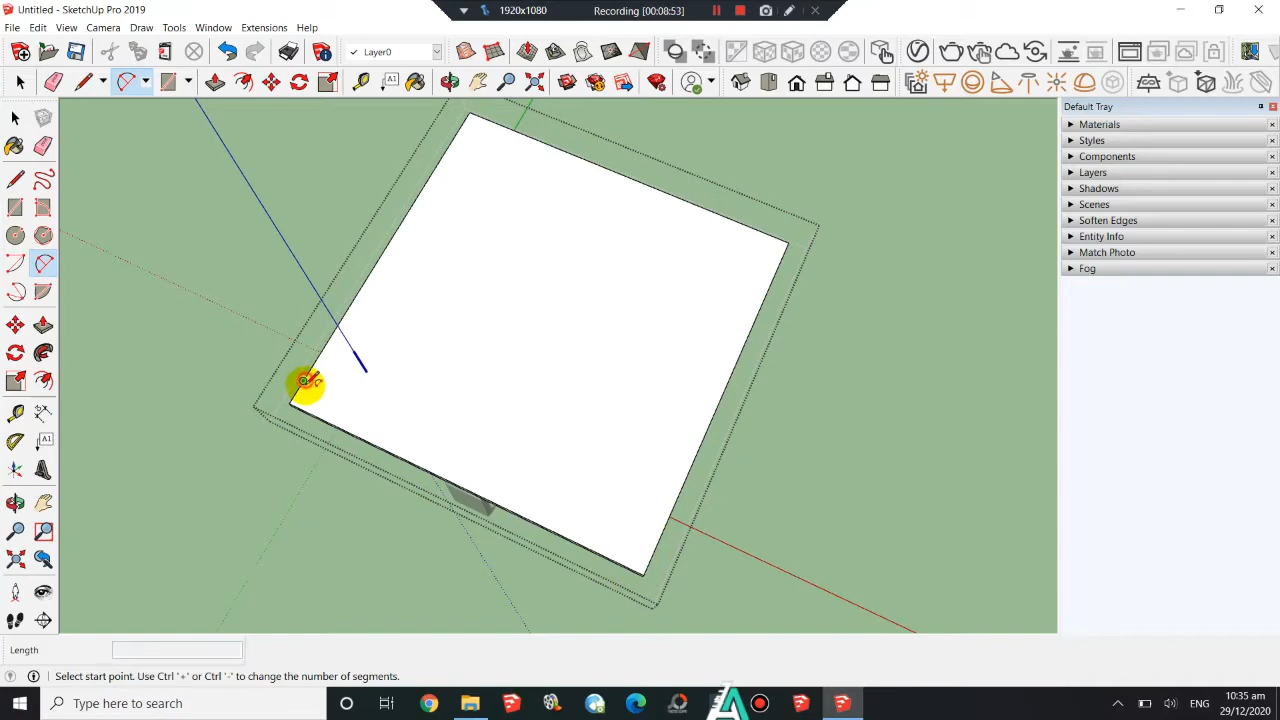 Untitled - SketchUp Pro 2019
1920x1080
Recording [00:08:53]
File Edit View Camera Draw Tools Window Extensions Help
Layer0
A1
Default Tray
Materials
Styles
Components
Layers
Shadows
Scenes
Soften Edges
Entity Info
Match Photo
Fog
A1
Length
Select start point. Use Ctrl '+' or Ctrl '-' to change the number of segments.
Type here to search
ENG
10:35 am
29/12/2020